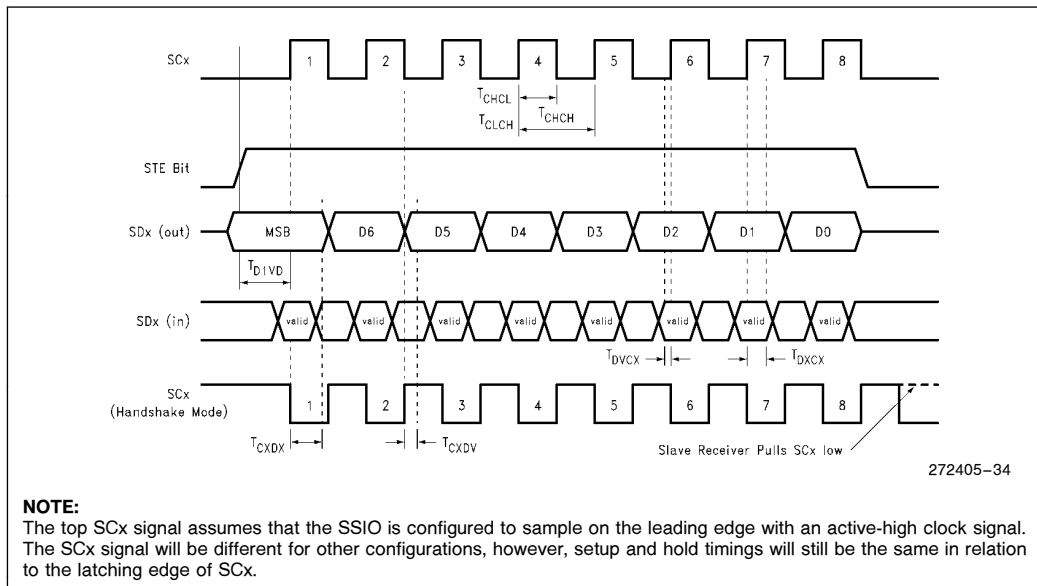 SCx
1 2 3 4 5 6 7 8
TCHCL
TCLCH TCHCH
STE Bit
SDx (out)
MSB D6 D5 D4 D3 D2 D1 D0
TD1VD
SDx (in)
valid valid valid valid valid valid valid valid
TDVCX TDXCX
SCx
(Handshake Mode)
1 2 3 4 5 6 7 8
TCXDX TCXDV
Slave Receiver Pulls SCx low
272405–34
NOTE:
The top SCx signal assumes that the SSIO is configured to sample on the leading edge with an active-high clock signal.
The SCx signal will be different for other configurations, however, setup and hold timings will still be the same in relation
to the latching edge of SCx.